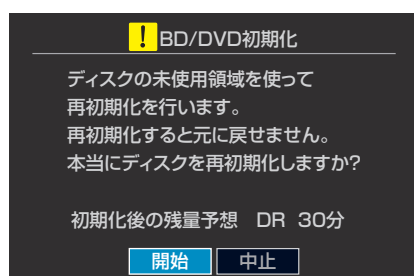 ! BD/DVD初期化
ディスクの未使用領域を使って
再初期化を行います。
再初期化すると元に戻せません。
本当にディスクを再初期化しますか?
初期化後の残量予想 DR 30分
開始 中止